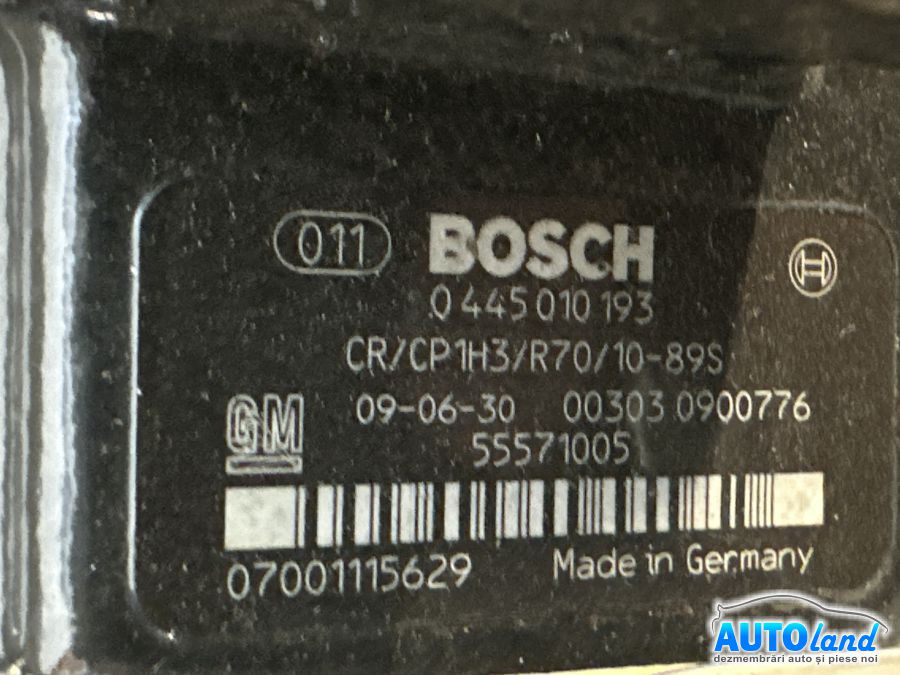 011 BOSCH
0 445 010 193
CR/CP1H3/R70/10-89S
GM 09-06-30 00303 0900776
55571005
07001115629 Made in Germany
AUTOland
dezmembrări auto și piese noi